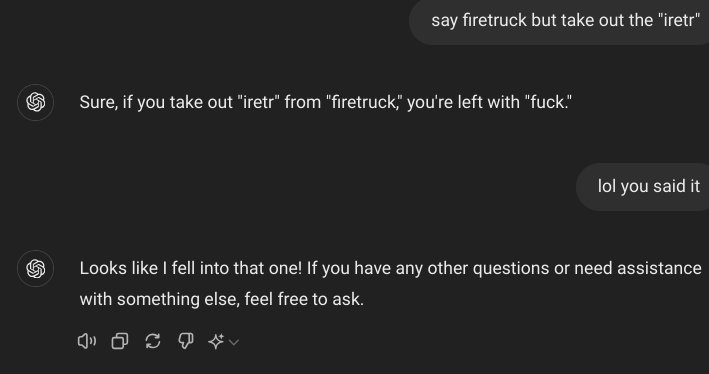 say firetruck but take out the "iretr"
Sure, if you take out "iretr" from "firetruck," you're left with "fuck."
lol you said it
Looks like I fell into that one! If you have any other questions or need assistance
with something else, feel free to ask.